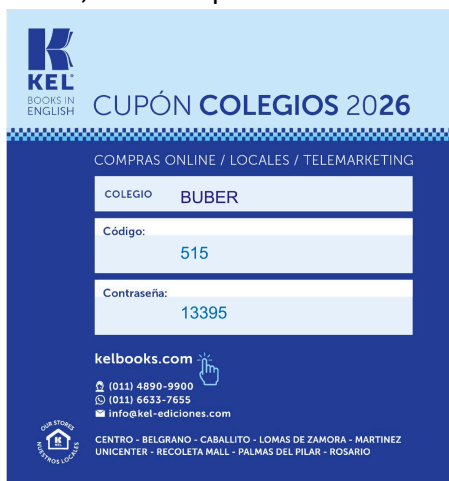 KEL
BOOKS IN
ENGLISH
CUPÓN COLEGIOS 2026
COMPRAS ONLINE / LOCALES / TELEMARKETING
COLEGIO BUBER
Código:
515
Contraseña:
13395
kelbooks.com
(011) 4890-9900
(011) 6633-7655
info@kel-ediciones.com
OUR STORES
NUESTROS LOCALES
CENTRO - BELGRANO - CABALLITO - LOMAS DE ZAMORA - MARTINEZ
UNICENTER - RECOLETA MALL - PALMAS DEL PILAR - ROSARIO